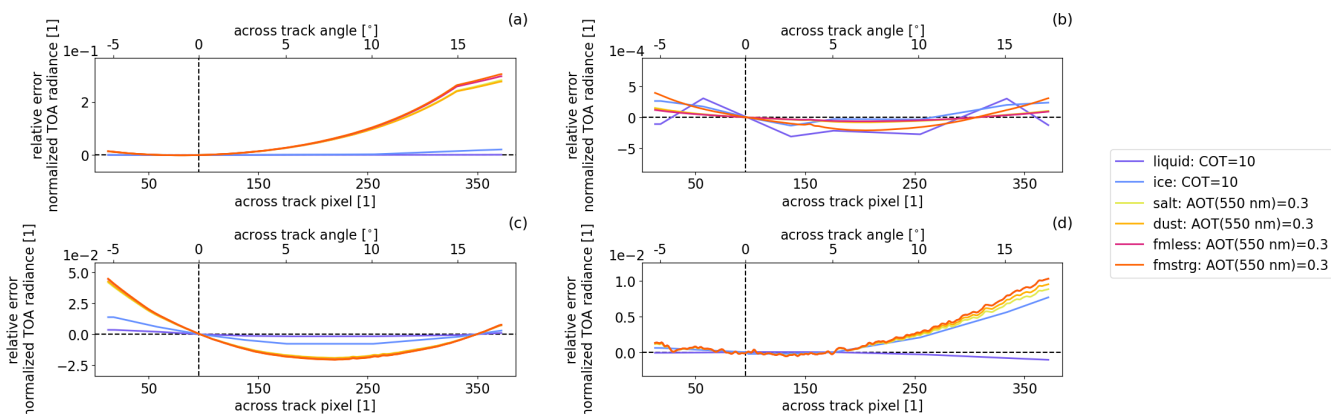 (a)
across track angle [°]
-5 0 5 10 15
1e−1
relative error
normalized TOA radiance [1]
2
0
50 150 250 350
across track pixel [1]
(b)
across track angle [°]
-5 0 5 10 15
1e−4
relative error
normalized TOA radiance [1]
5
0
−5
50 150 250 350
across track pixel [1]
(c)
across track angle [°]
-5 0 5 10 15
1e−2
relative error
normalized TOA radiance [1]
5.0
2.5
0.0
−2.5
50 150 250 350
across track pixel [1]
(d)
across track angle [°]
-5 0 5 10 15
1e−2
relative error
normalized TOA radiance [1]
1.0
0.5
0.0
50 150 250 350
across track pixel [1]
liquid: COT=10
ice: COT=10
salt: AOT(550 nm)=0.3
dust: AOT(550 nm)=0.3
fmless: AOT(550 nm)=0.3
fmstrg: AOT(550 nm)=0.3